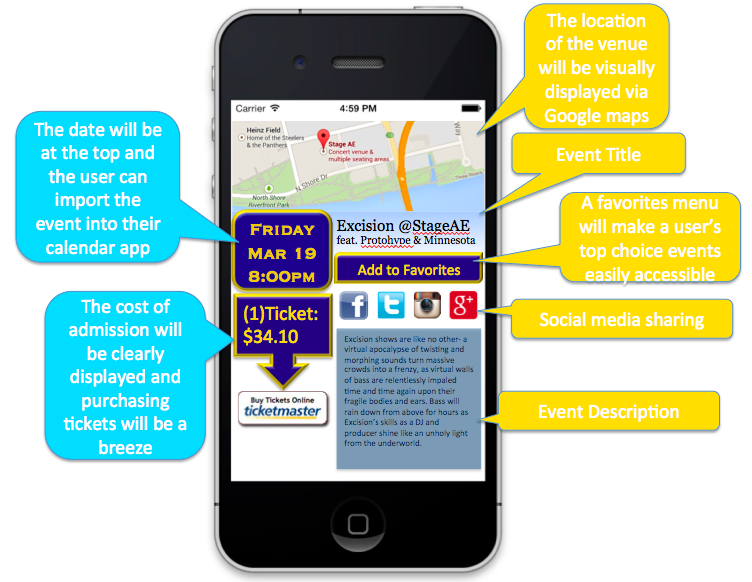 The location
of the venue
will be visually
displayed via
Google maps
The date will be
at the top and
the user can
import the
event into their
calendar app
Event Title
A favorites menu
will make a user's
top choice events
easily accessible
The cost of
admission will
be clearly
displayed and
purchasing
tickets will be a
breeze
Social media sharing
Event Description
Carrier 4:59 PM
Heinz Field
Home of the Steelers
& the Panthers
Stage AE
Concert venue &
multiple seating areas
N Shore Dr
North Shore
Riverfront Park
Friday
Mar 19
8:00pm
Excision @StageAE
feat. Protohype & Minnesota
Add to Favorites
(1)Ticket:
$34.10
f t g+
Buy Tickets Online
ticketmaster
Excision shows are like no other- a
virtual apocalypse of twisting and
morphing sounds turn massive
crowds into a frenzy, as virtual walls
of bass are relentlessly impaled
time and time again upon their
fragile bodies and ears. Bass will
rain down from above for hours as
Excision's skills as a DJ and
producer shine like an unholy light
from the underworld.